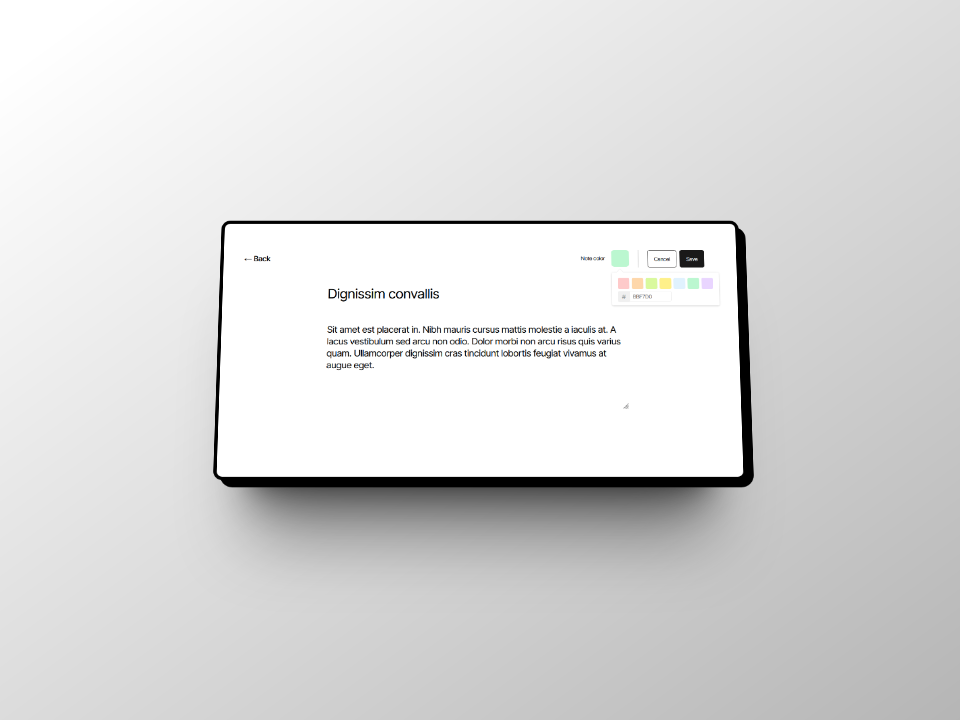 ← Back
Note color
Cancel
Save
# BBF7D0
Dignissim convallis
Sit amet est placerat in. Nibh mauris cursus mattis molestie a iaculis at. A
lacus vestibulum sed arcu non odio. Dolor morbi non arcu risus quis varius
quam. Ullamcorper dignissim cras tincidunt lobortis feugiat vivamus at
augue eget.